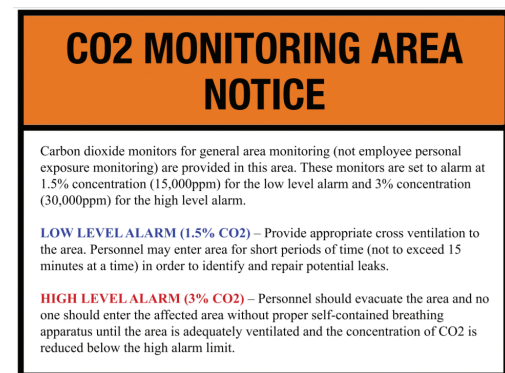 CO2 MONITORING AREA
NOTICE
Carbon dioxide monitors for general area monitoring (not employee personal
exposure monitoring) are provided in this area. These monitors are set to alarm at
1.5% concentration (15,000ppm) for the low level alarm and 3% concentration
(30,000ppm) for the high level alarm.
LOW LEVEL ALARM (1.5% CO2) – Provide appropriate cross ventilation to
the area. Personnel may enter area for short periods of time (not to exceed 15
minutes at a time) in order to identify and repair potential leaks.
HIGH LEVEL ALARM (3% CO2) – Personnel should evacuate the area and no
one should enter the affected area without proper self-contained breathing
apparatus until the area is adequately ventilated and the concentration of CO2 is
reduced below the high alarm limit.